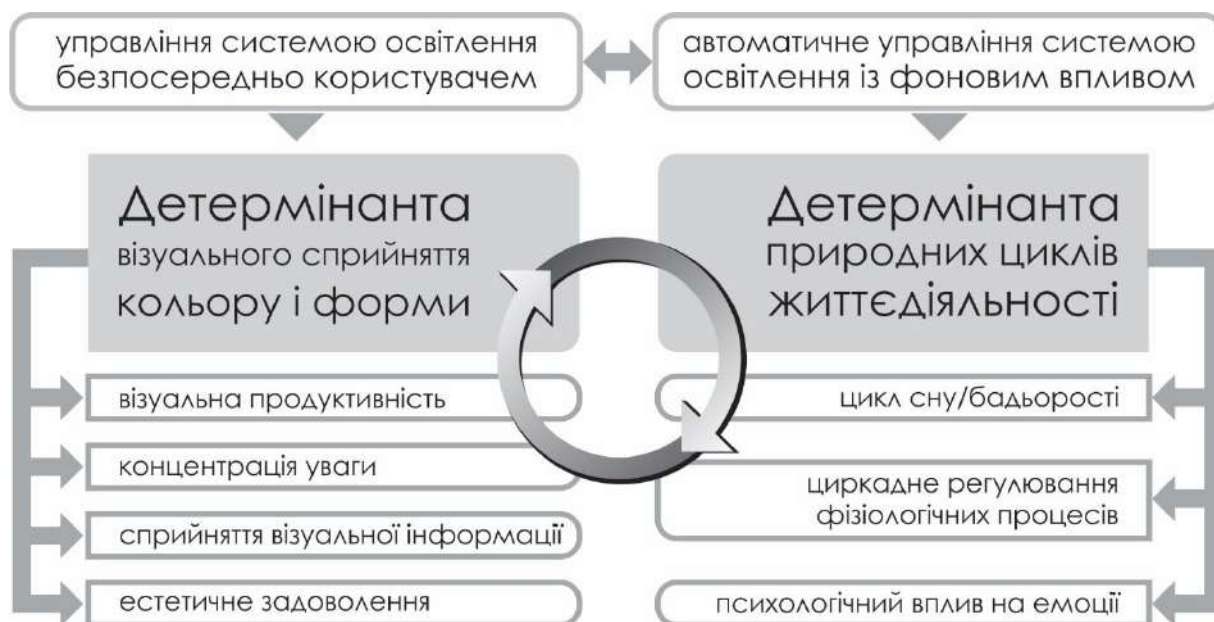 управління системою освітлення
безпосередньо користувачем
автоматичне управління системою
освітлення із фоновим впливом
Детермінанта
візуального сприйняття
кольору і форми
Детермінанта
природних циклів
життєдіяльності
візуальна продуктивність
концентрація уваги
сприйняття візуальної інформації
естетичне задоволення
цикл сну/бадьорості
циркадне регулювання
фізіологічних процесів
психологічний вплив на емоції